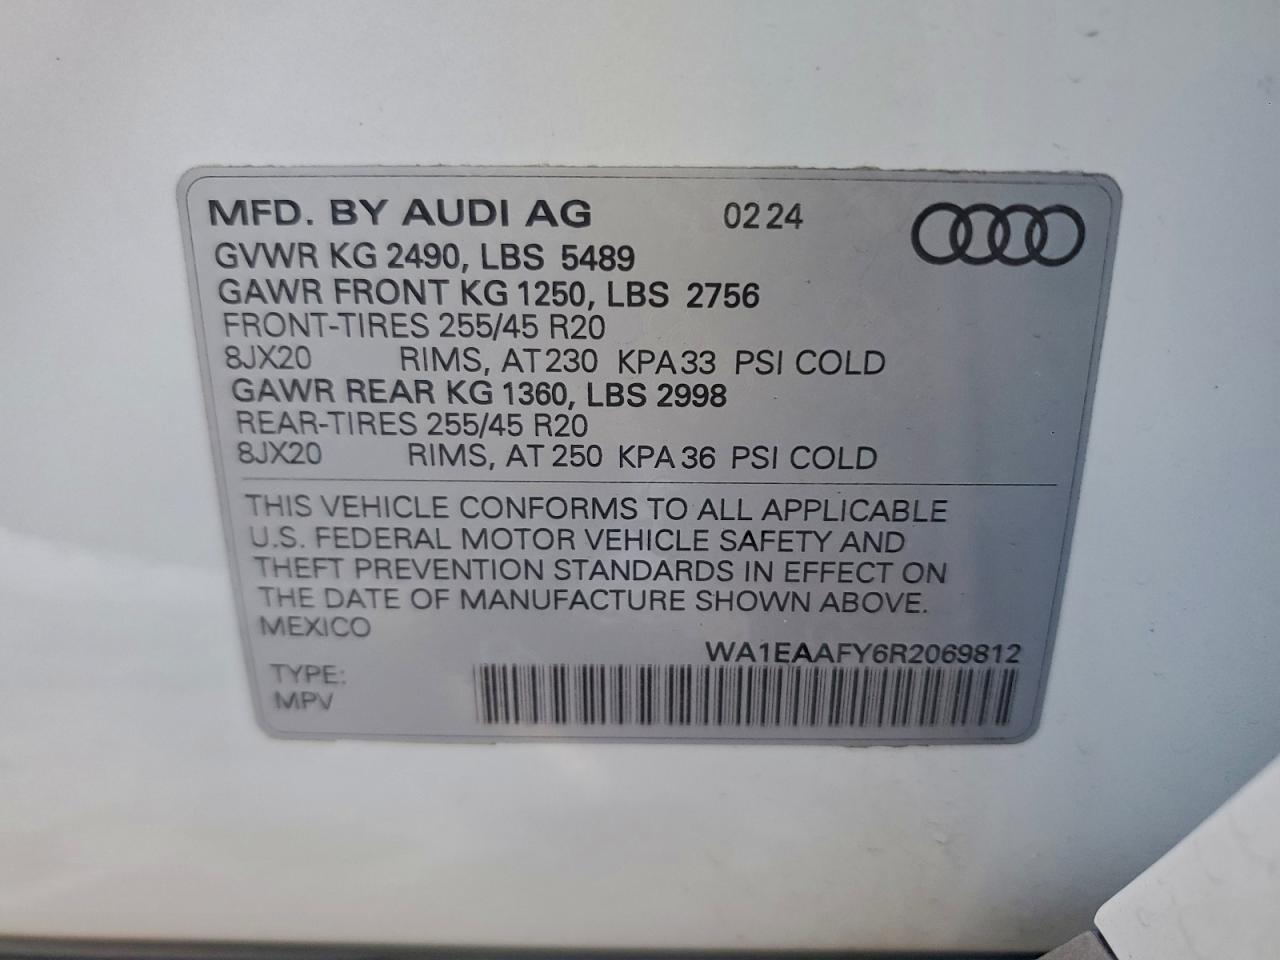 MFD. BY AUDI AG 0224
GVWR KG 2490, LBS 5489
GAWR FRONT KG 1250, LBS 2756
FRONT-TIRES 255/45 R20
8JX20 RIMS, AT 230 KPA 33 PSI COLD
GAWR REAR KG 1360, LBS 2998
REAR-TIRES 255/45 R20
8JX20 RIMS, AT 250 KPA 36 PSI COLD
THIS VEHICLE CONFORMS TO ALL APPLICABLE
U.S. FEDERAL MOTOR VEHICLE SAFETY AND
THEFT PREVENTION STANDARDS IN EFFECT ON
THE DATE OF MANUFACTURE SHOWN ABOVE.
MEXICO
WA1EAAFY6R2069812
TYPE:
MPV